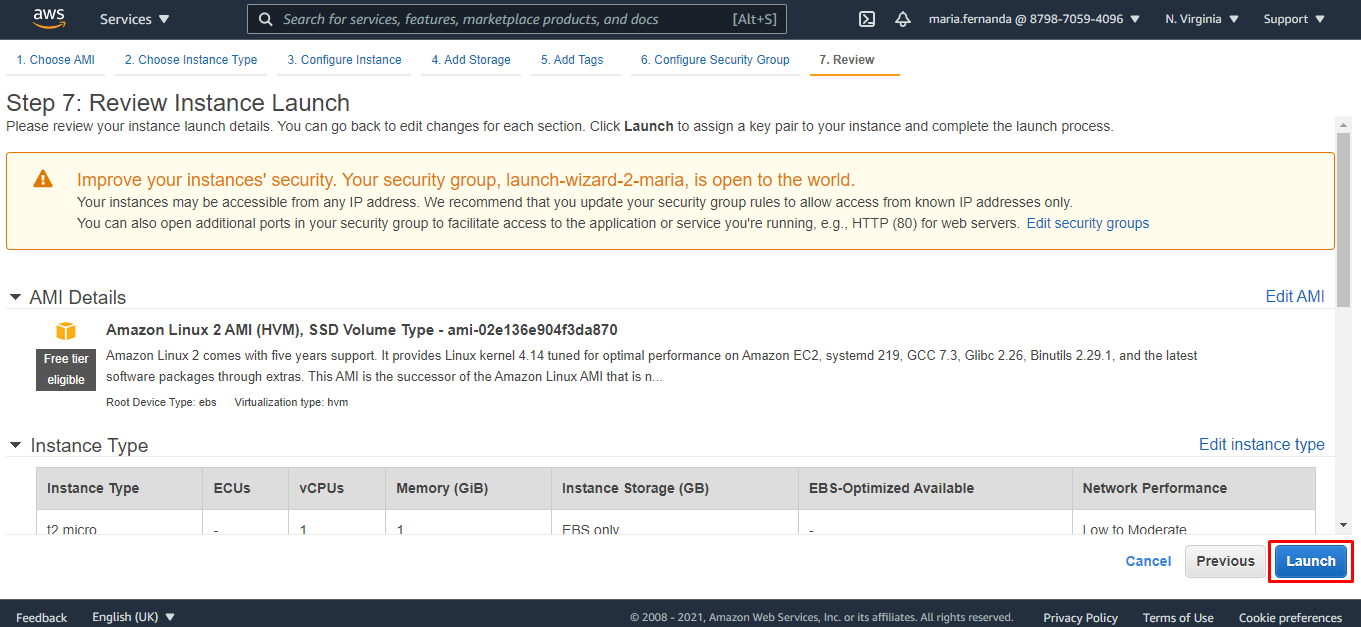 aws
Services
Search for services, features, marketplace products, and docs [Alt+S]
maria.fernanda @ 8798-7059-4096
N. Virginia
Support
1. Choose AMI
2. Choose Instance Type
3. Configure Instance
4. Add Storage
5. Add Tags
6. Configure Security Group
7. Review
Step 7: Review Instance Launch
Please review your instance launch details. You can go back to edit changes for each section. Click Launch to assign a key pair to your instance and complete the launch process.
Improve your instances' security. Your security group, launch-wizard-2-maria, is open to the world.
Your instances may be accessible from any IP address. We recommend that you update your security group rules to allow access from known IP addresses only.
You can also open additional ports in your security group to facilitate access to the application or service you're running, e.g., HTTP (80) for web servers. Edit security groups
AMI Details
Edit AMI
Amazon Linux 2 AMI (HVM), SSD Volume Type - ami-02e136e904f3da870
Free tier
eligible
Amazon Linux 2 comes with five years support. It provides Linux kernel 4.14 tuned for optimal performance on Amazon EC2, systemd 219, GCC 7.3, Glibc 2.26, Binutils 2.29.1, and the latest
software packages through extras. This AMI is the successor of the Amazon Linux AMI that is n...
Root Device Type: ebs Virtualization type: hvm
Instance Type
Edit instance type
Instance Type ECUs vCPUs Memory (GiB) Instance Storage (GB) EBS-Optimized Available Network Performance
t2.micro - 1 1 EBS only - Low to Moderate
Cancel
Previous
Launch
Feedback
English (UK)
© 2008 - 2021, Amazon Web Services, Inc. or its affiliates. All rights reserved.
Privacy Policy
Terms of Use
Cookie preferences